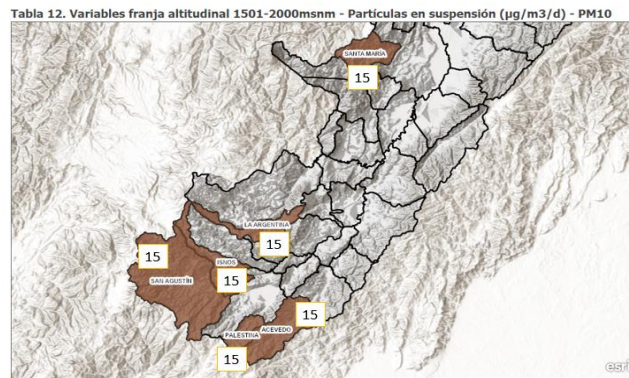 Tabla 12. Variables franja altitudinal 1501-2000msnm - Partículas en suspensión (µg/m3/d) - PM10
SANTA MARÍA
15
LA ARGENTINA
15
15
ISNOS
15
SAN AGUSTÍN
15
ACEVEDO
PALESTINA
15
esri